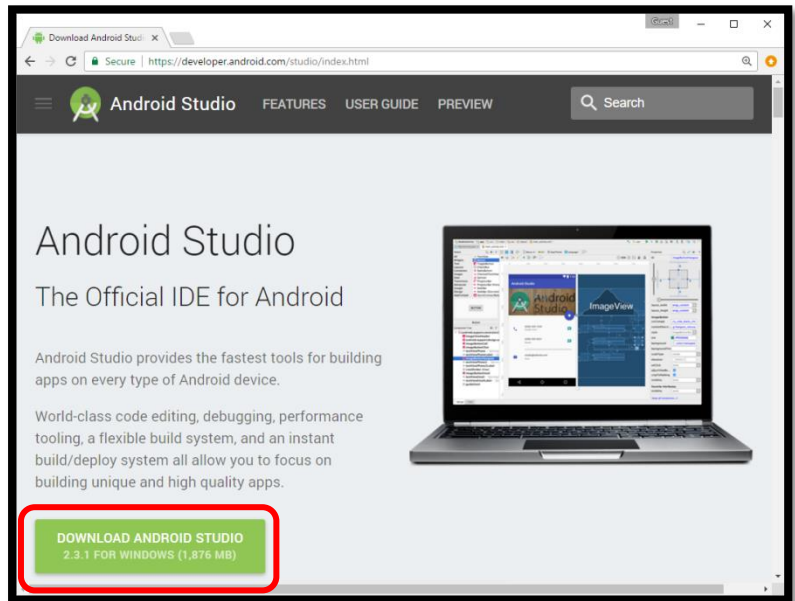 Guest
Download Android Studi
Secure | https://developer.android.com/studio/index.html
Android Studio FEATURES USER GUIDE PREVIEW Search
Android Studio
The Official IDE for Android
Android Studio
ImageView
Android Studio provides the fastest tools for building
apps on every type of Android device.
World-class code editing, debugging, performance
tooling, a flexible build system, and an instant
build/deploy system all allow you to focus on
building unique and high quality apps.
DOWNLOAD ANDROID STUDIO
2.3.1 FOR WINDOWS (1,876 MB)